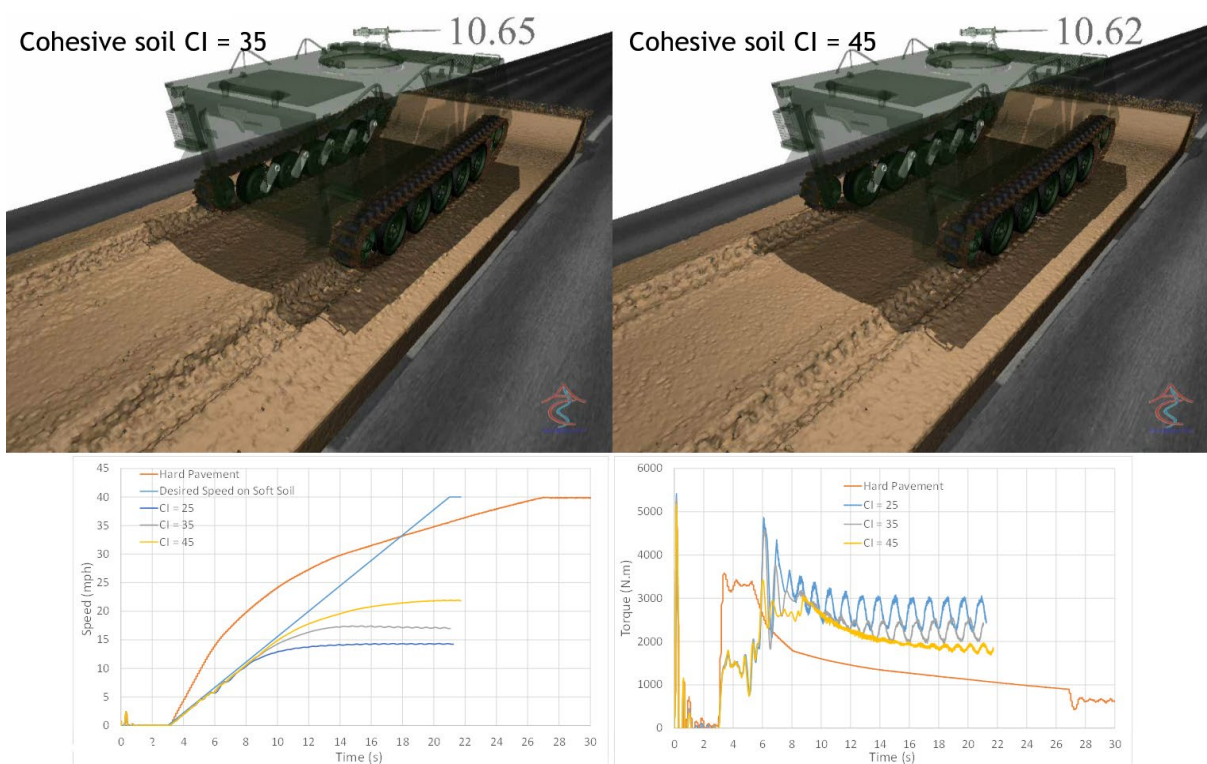 Cohesive soil CI = 35
10.65
Cohesive soil CI = 45
10.62
45
40
35
30
25
20
15
10
5
0
Speed (mph)
Hard Pavement
Desired Speed on Soft Soil
CI = 25
CI = 35
CI = 45
0 2 4 6 8 10 12 14 16 18 20 22 24 26 28 30
Time (s)
6000
5000
4000
3000
2000
1000
0
Torque (N.m)
Hard Pavement
CI = 25
CI = 35
CI = 45
0 2 4 6 8 10 12 14 16 18 20 22 24 26 28 30
Time (s)